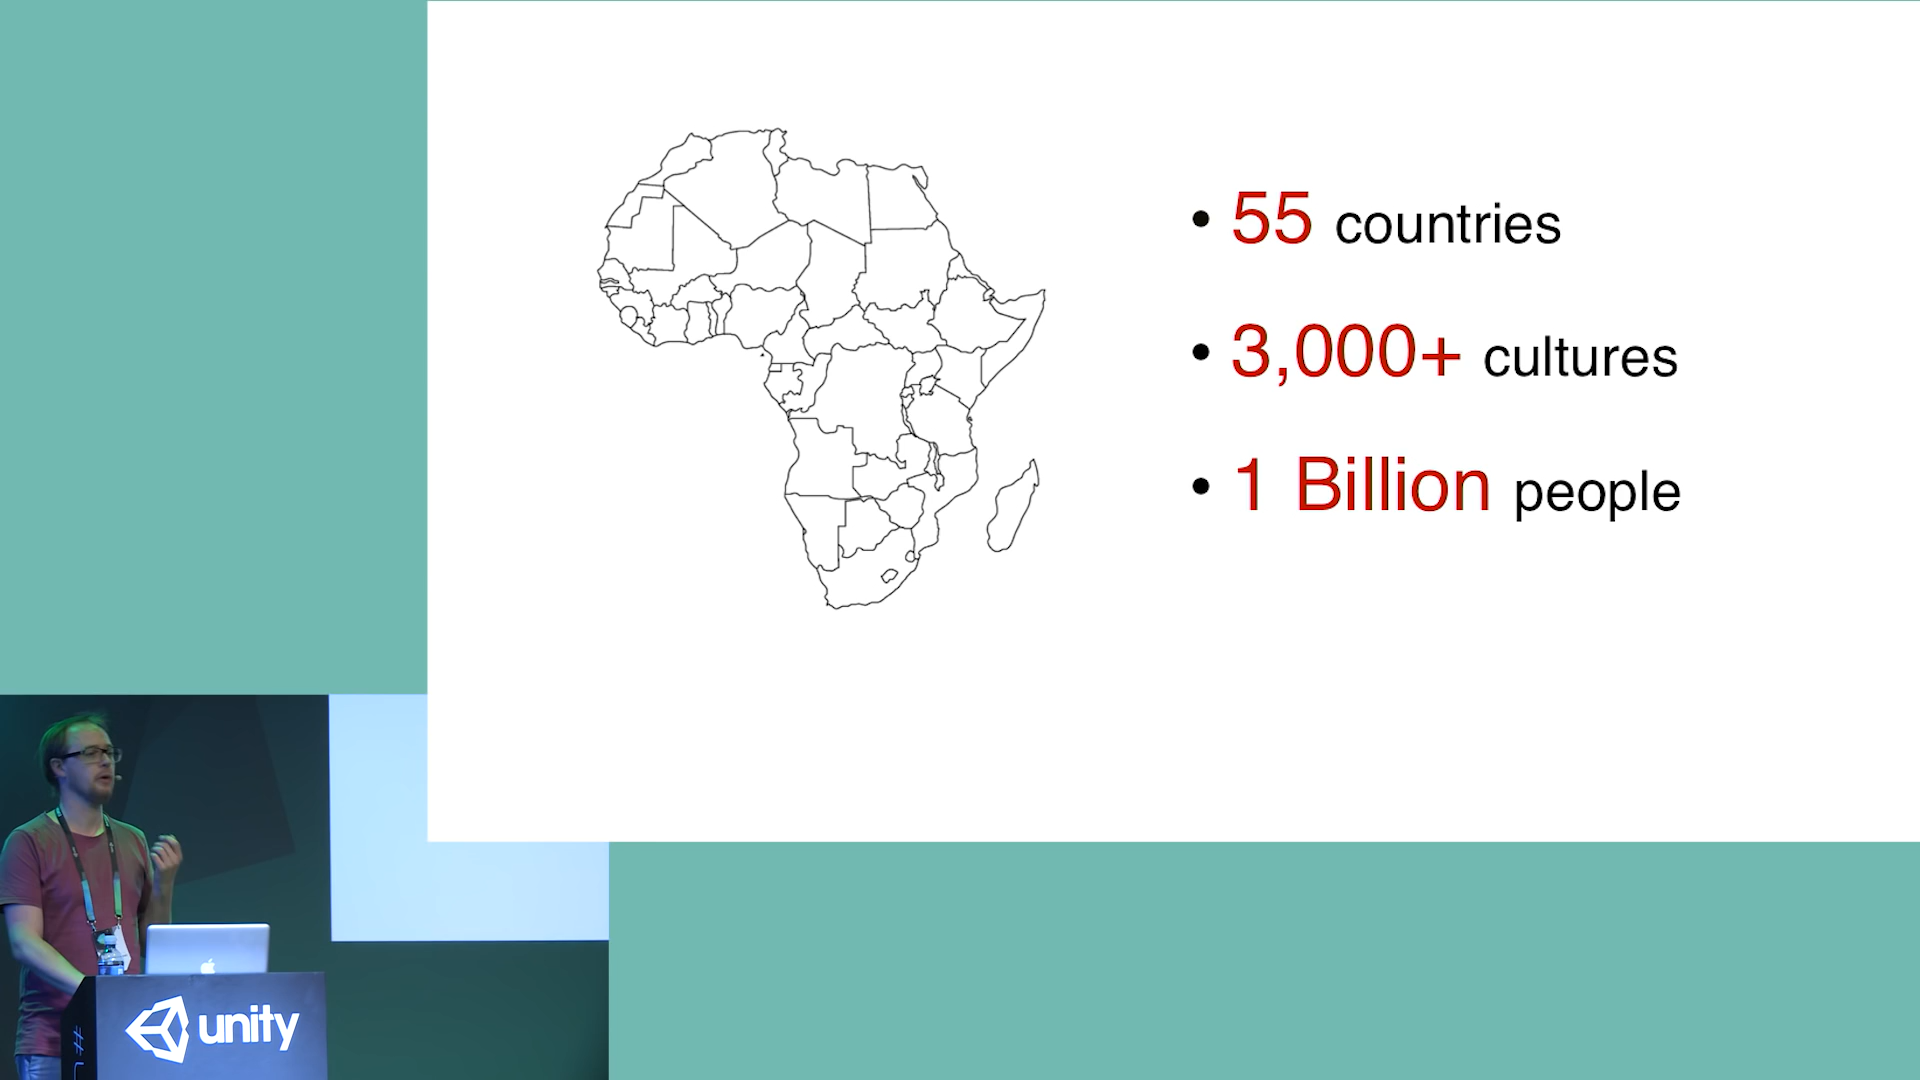 • 55 countries
• 3,000+ cultures
• 1 Billion people
unity